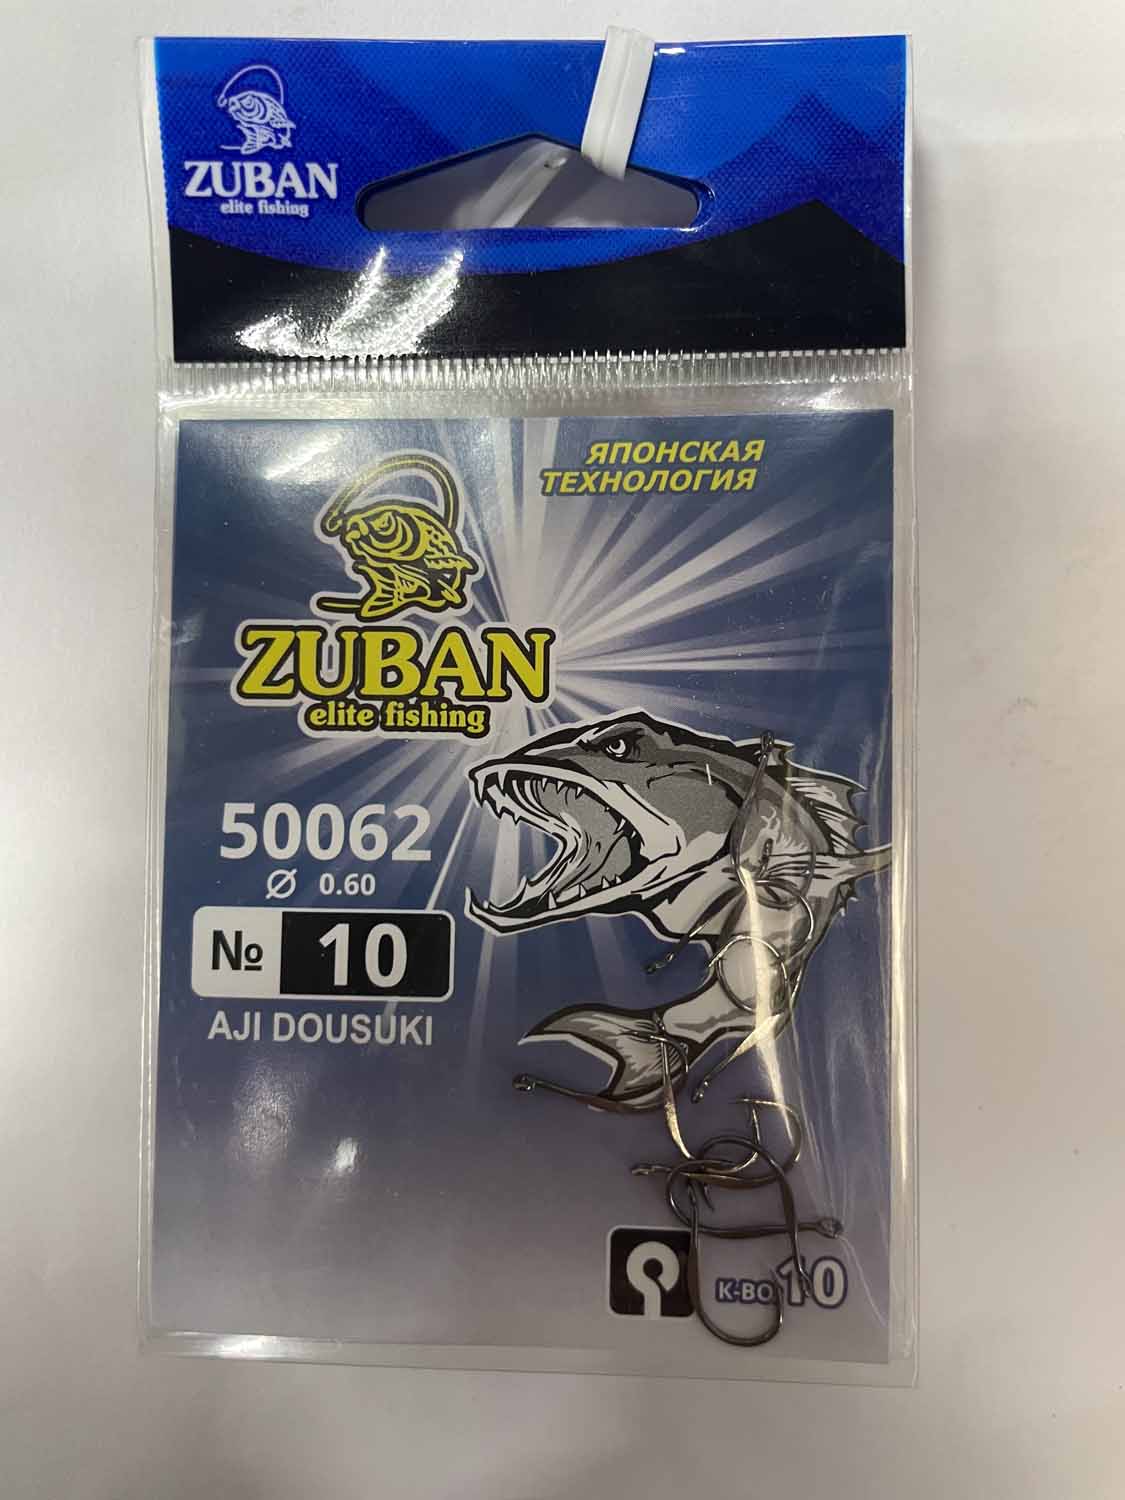 ZUBAN
elite fishing
ЯПОНСКАЯ
ТЕХНОЛОГИЯ
ZUBAN
elite fishing
50062
Ø 0.60
№ 10
AJI DOUSUKI
К-ВО 10